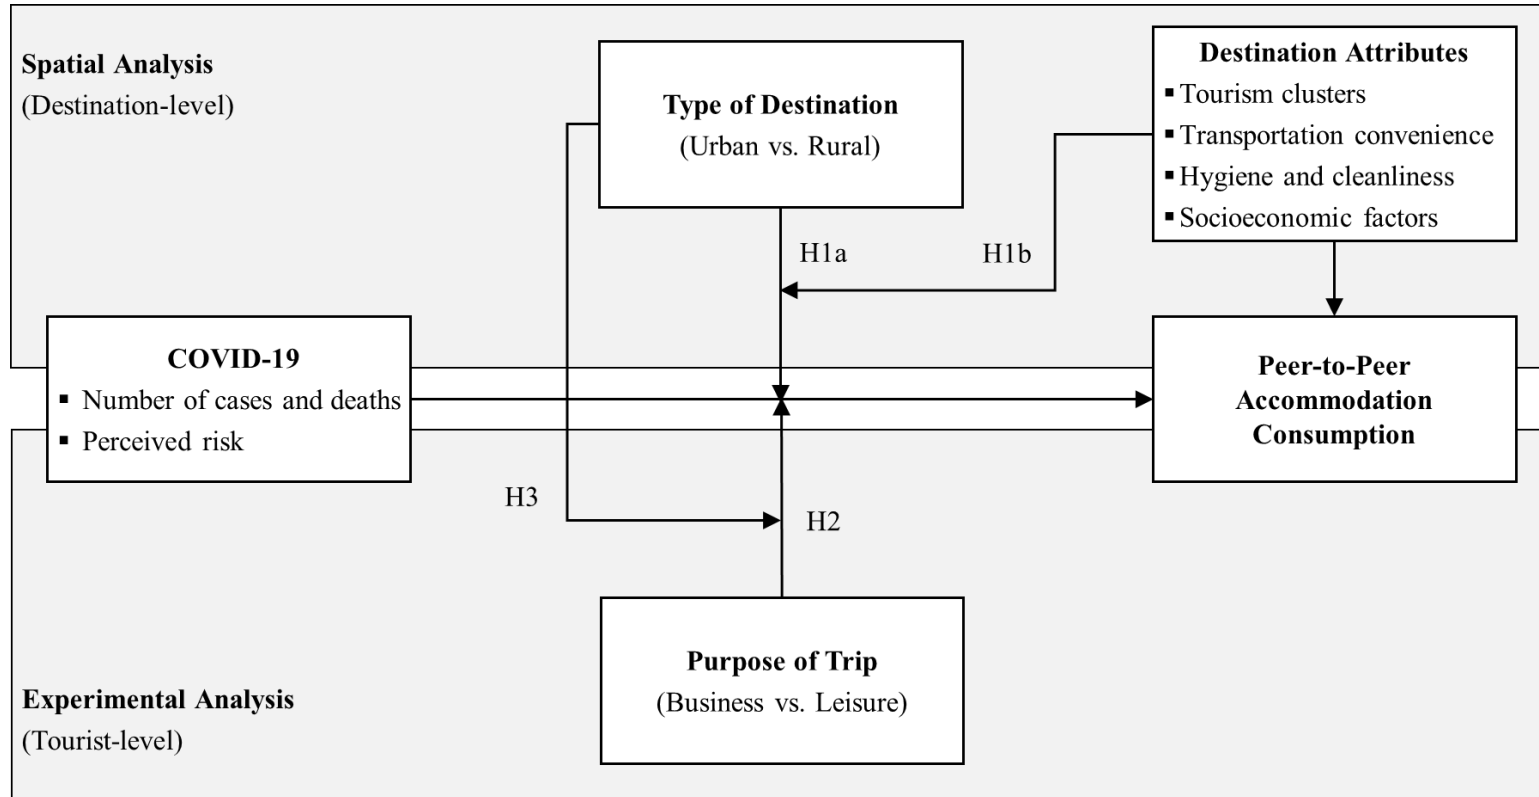 Spatial Analysis
(Destination-level)
Type of Destination
(Urban vs. Rural)
Destination Attributes
▪ Tourism clusters
▪ Transportation convenience
▪ Hygiene and cleanliness
▪ Socioeconomic factors
H1a
H1b
COVID-19
▪ Number of cases and deaths
▪ Perceived risk
Peer-to-Peer
Accommodation
Consumption
H3
H2
Purpose of Trip
(Business vs. Leisure)
Experimental Analysis
(Tourist-level)